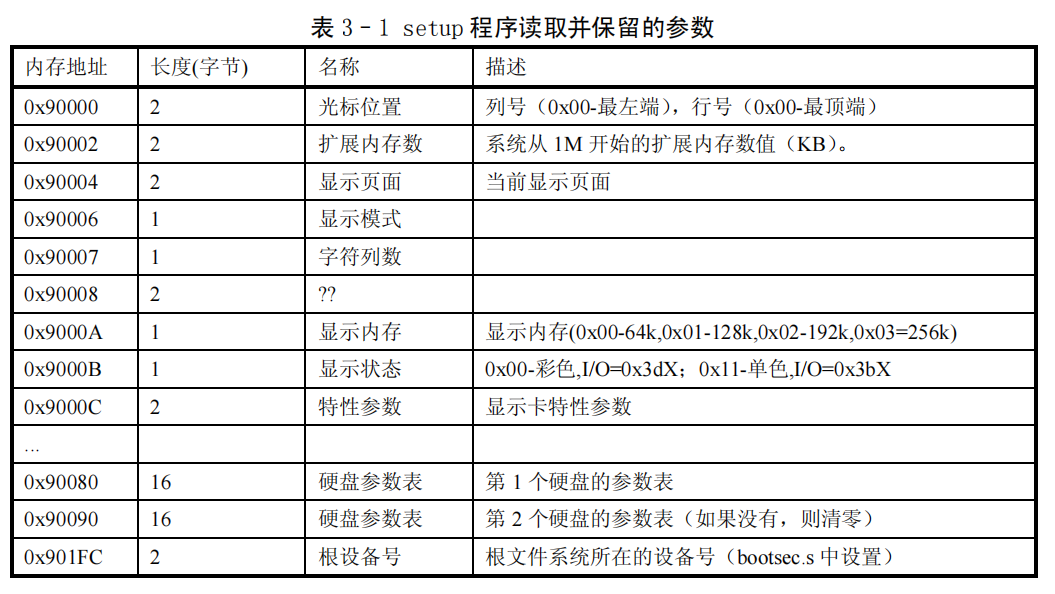 表 3-1 setup 程序读取并保留的参数
内存地址 长度(字节) 名称 描述
0x90000 2 光标位置 列号（0x00-最左端），行号（0x00-最顶端）
0x90002 2 扩展内存数 系统从 1M 开始的扩展内存数值（KB）。
0x90004 2 显示页面 当前显示页面
0x90006 1 显示模式
0x90007 1 字符列数
0x90008 2 ??
0x9000A 1 显示内存 显示内存(0x00-64k,0x01-128k,0x02-192k,0x03=256k)
0x9000B 1 显示状态 0x00-彩色,I/O=0x3dX；0x11-单色,I/O=0x3bX
0x9000C 2 特性参数 显示卡特性参数
...
0x90080 16 硬盘参数表 第 1 个硬盘的参数表
0x90090 16 硬盘参数表 第 2 个硬盘的参数表（如果没有，则清零）
0x901FC 2 根设备号 根文件系统所在的设备号（bootsec.s 中设置）